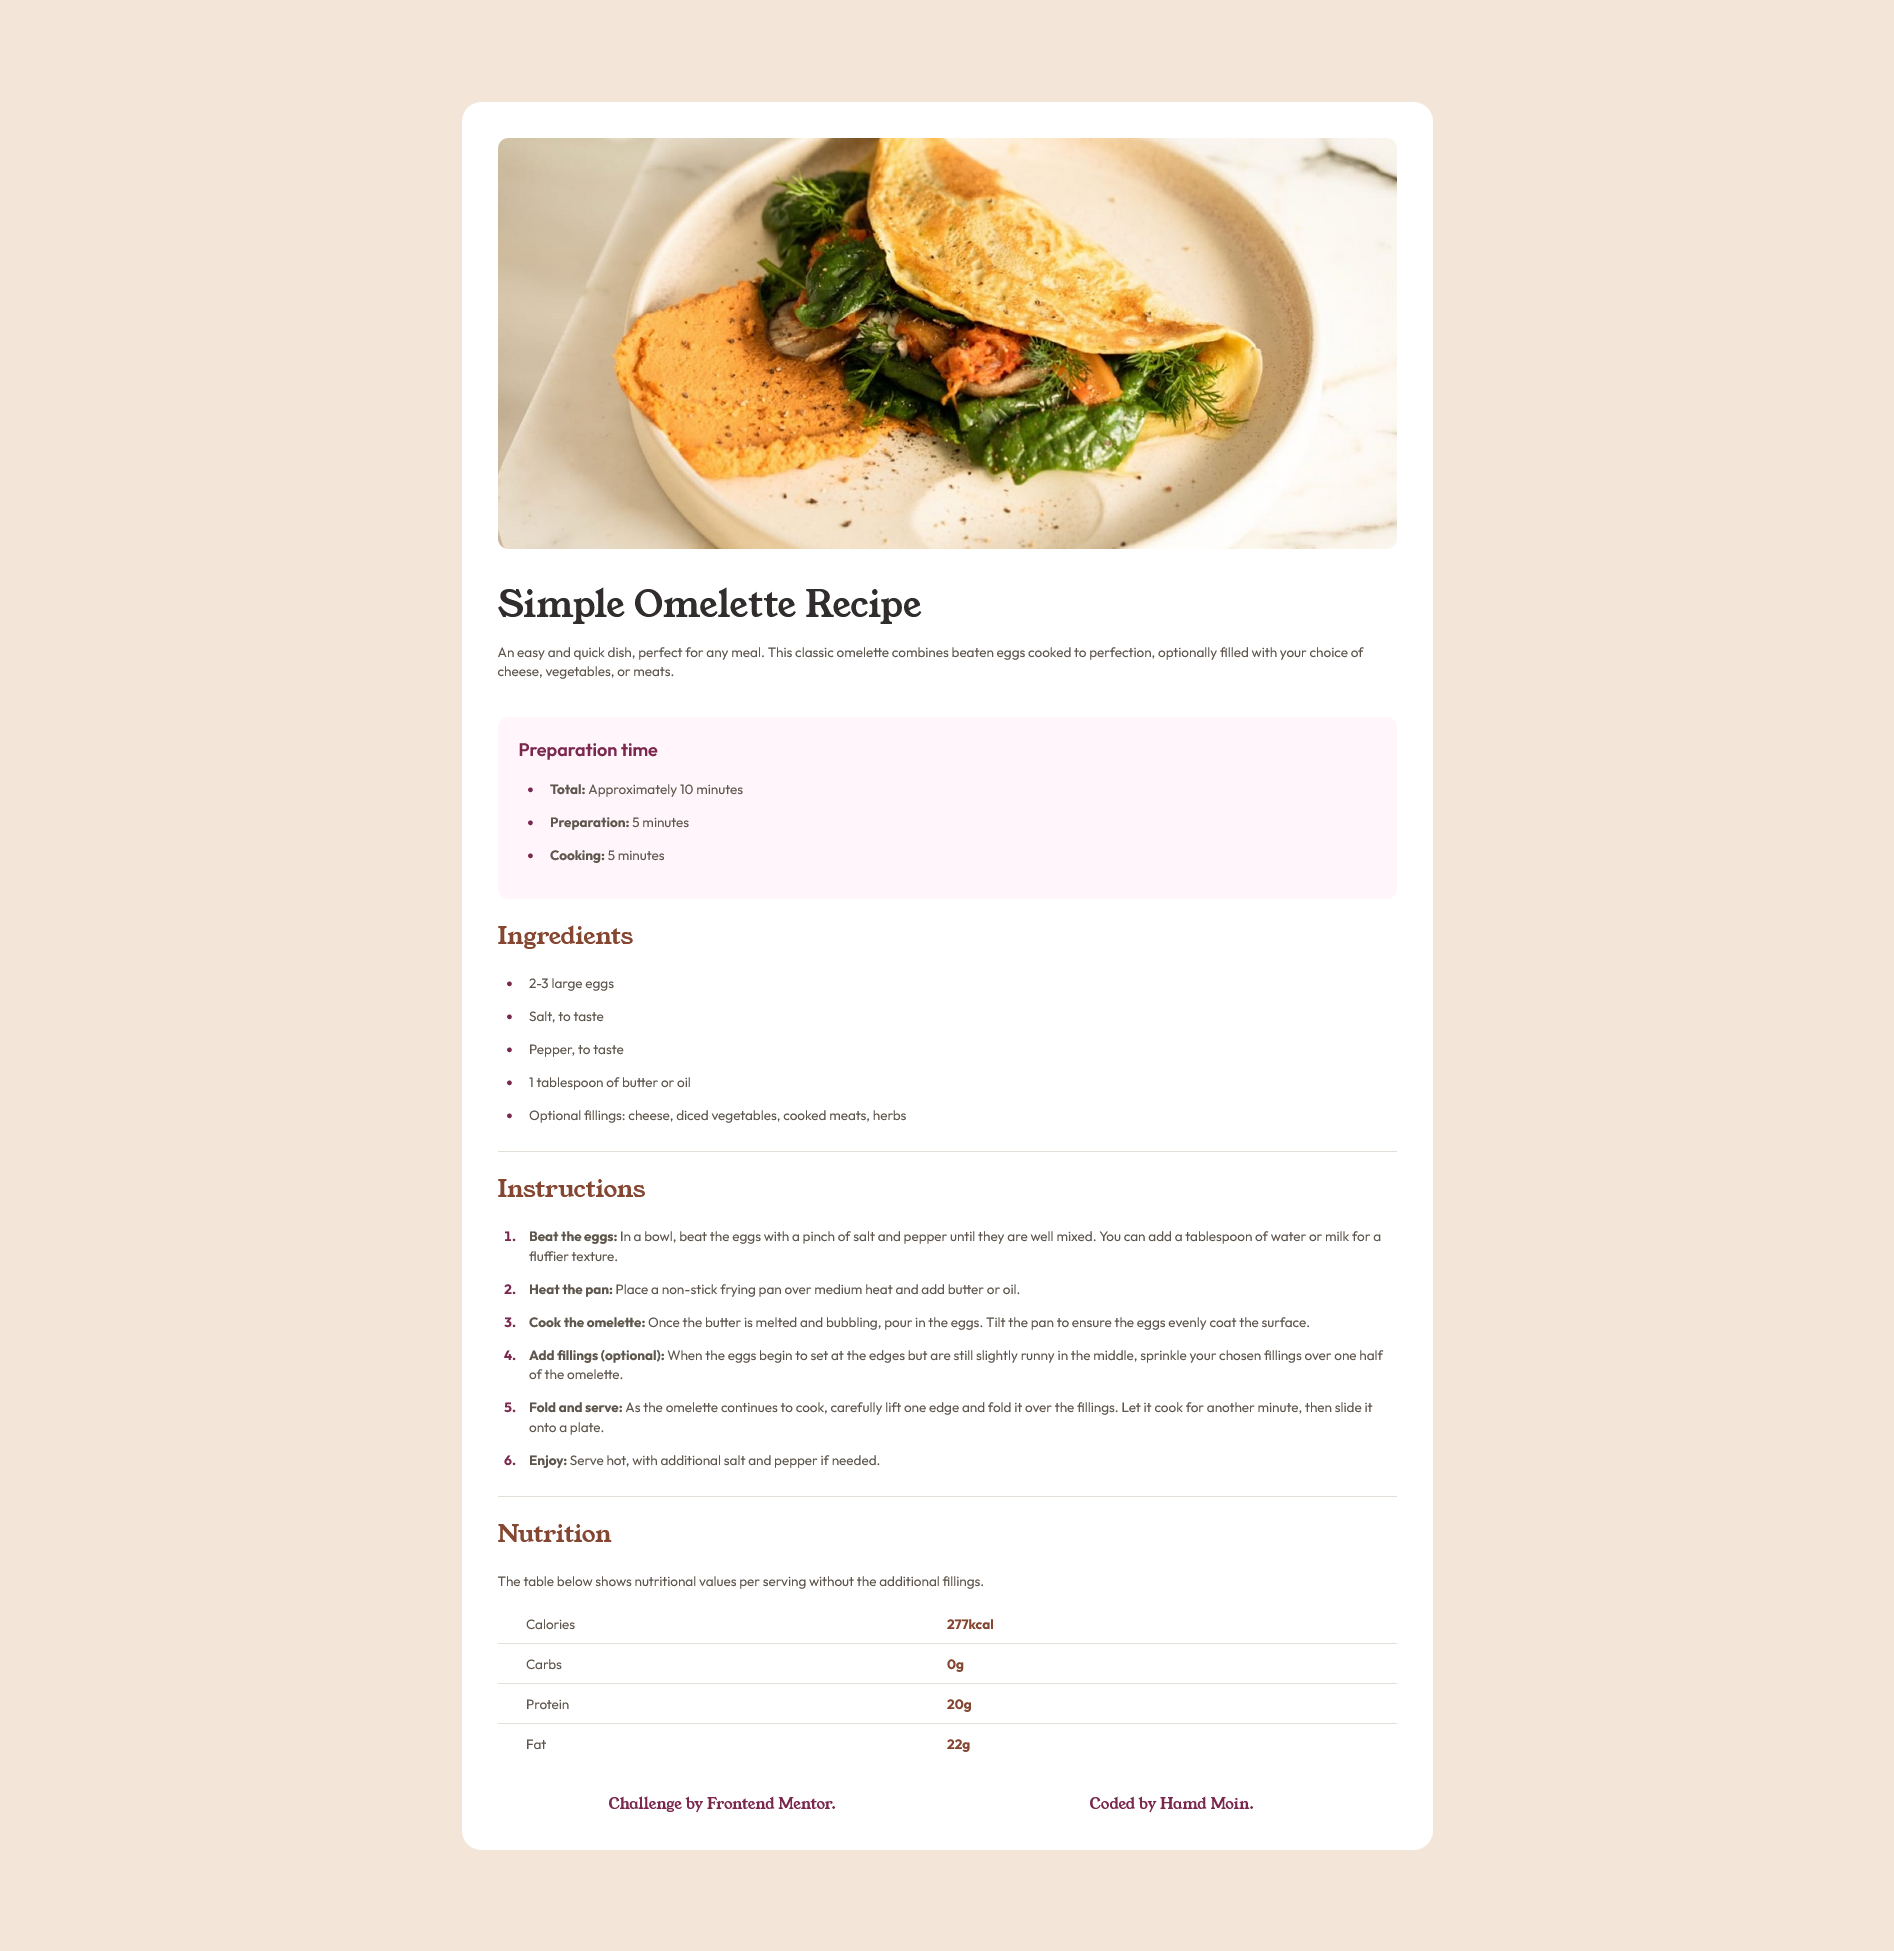 Simple Omelette Recipe
An easy and quick dish, perfect for any meal. This classic omelette combines beaten eggs cooked to perfection, optionally filled with your choice of
cheese, vegetables, or meats.
Preparation time
• Total: Approximately 10 minutes
• Preparation: 5 minutes
• Cooking: 5 minutes
Ingredients
• 2-3 large eggs
• Salt, to taste
• Pepper, to taste
• 1 tablespoon of butter or oil
• Optional fillings: cheese, diced vegetables, cooked meats, herbs
Instructions
1. Beat the eggs: In a bowl, beat the eggs with a pinch of salt and pepper until they are well mixed. You can add a tablespoon of water or milk for a
fluffier texture.
2. Heat the pan: Place a non-stick frying pan over medium heat and add butter or oil.
3. Cook the omelette: Once the butter is melted and bubbling, pour in the eggs. Tilt the pan to ensure the eggs evenly coat the surface.
4. Add fillings (optional): When the eggs begin to set at the edges but are still slightly runny in the middle, sprinkle your chosen fillings over one half
of the omelette.
5. Fold and serve: As the omelette continues to cook, carefully lift one edge and fold it over the fillings. Let it cook for another minute, then slide it
onto a plate.
6. Enjoy: Serve hot, with additional salt and pepper if needed.
Nutrition
The table below shows nutritional values per serving without the additional fillings.
Calories 277kcal
Carbs 0g
Protein 20g
Fat 22g
Challenge by Frontend Mentor. Coded by Hamd Moin.